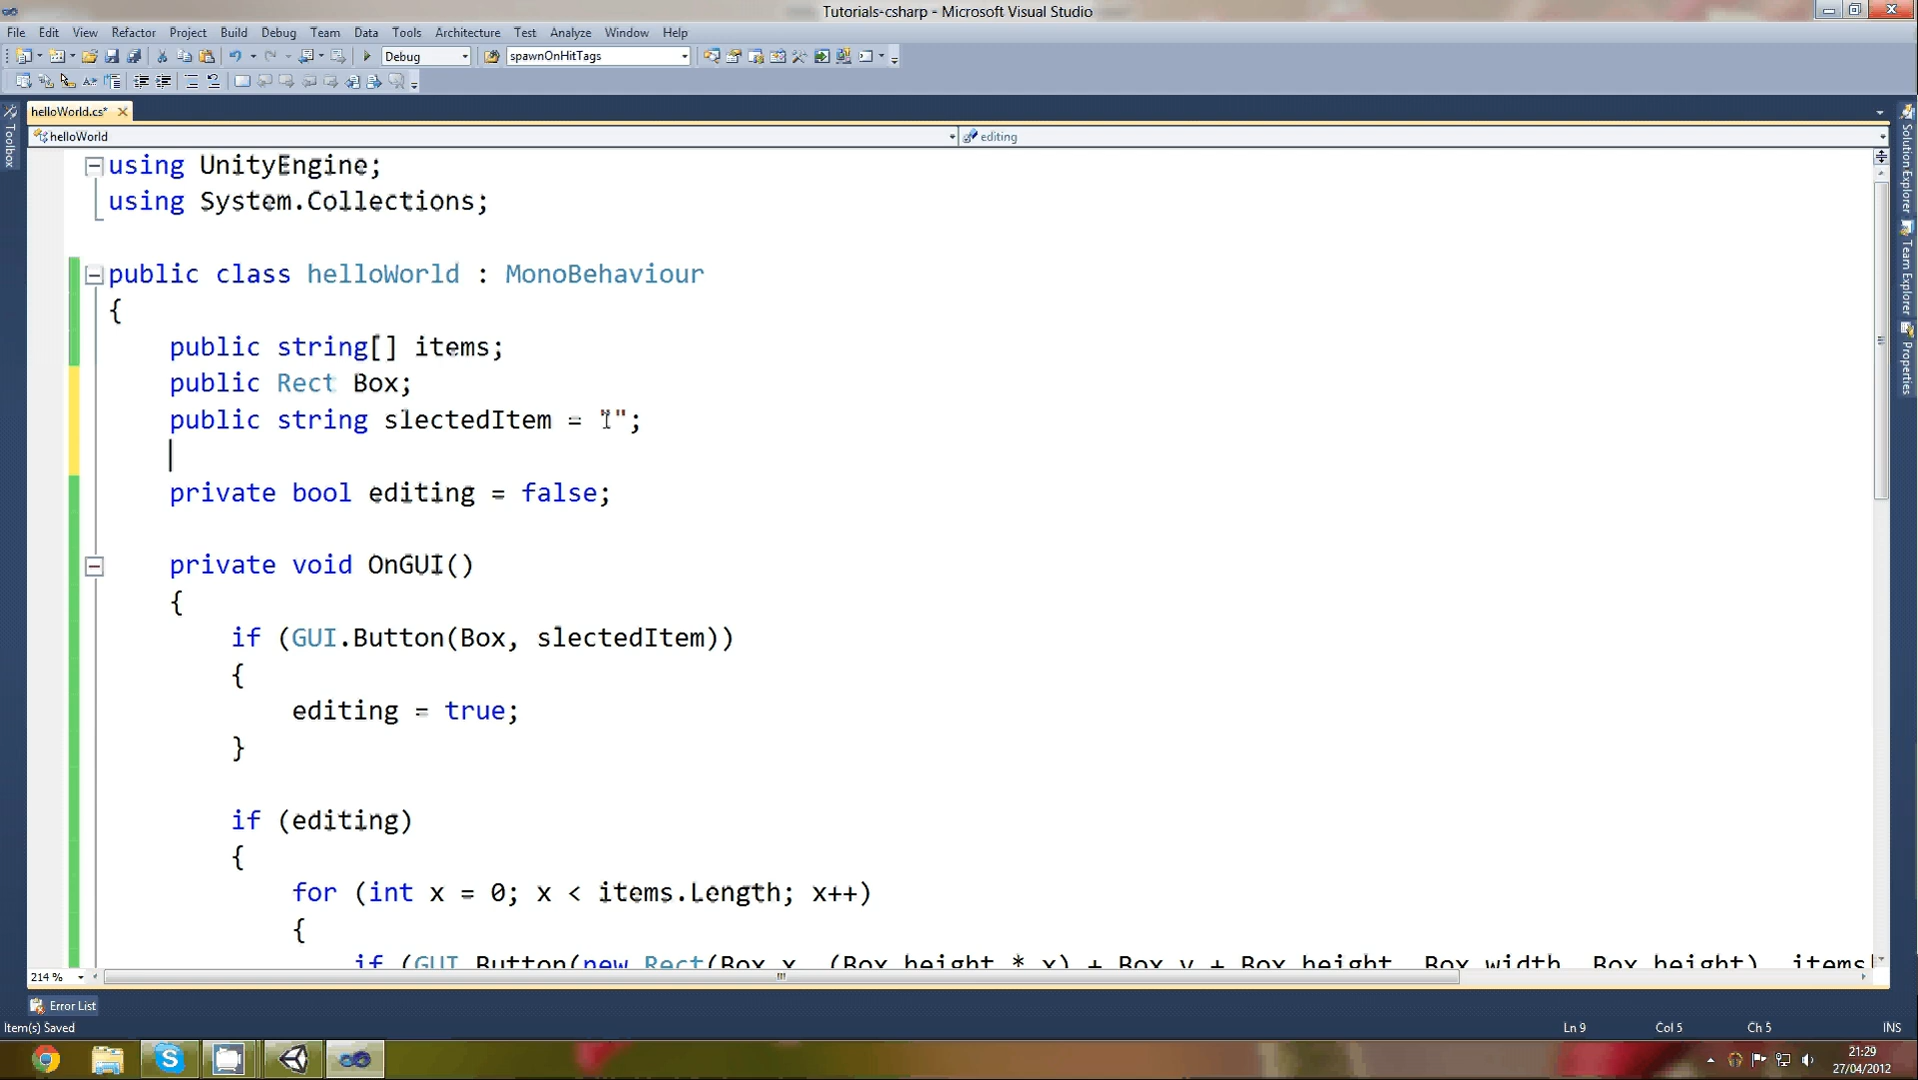 Tutorials-csharp - Microsoft Visual Studio
File Edit View Refactor Project Build Debug Team Data Tools Architecture Test Analyze Window Help
Debug spawnOnHitTags
helloWorld.cs*
helloWorld editing
Toolbox
Solution Explorer
Team Explorer
Properties
using UnityEngine;
using System.Collections;
public class helloWorld : MonoBehaviour
{
public string[] items;
public Rect Box;
public string slectedItem = "";
private bool editing = false;
private void OnGUI()
{
if (GUI.Button(Box, slectedItem))
{
editing = true;
}
if (editing)
{
for (int x = 0; x < items.Length; x++)
{
if (GUI.Button(new Rect(Box.x, (Box.height * x) + Box.y + Box.height, Box.width, Box.height), items[
214 %
Error List
Item(s) Saved Ln 9 Col 5 Ch 5 INS
21:29
27/04/2012